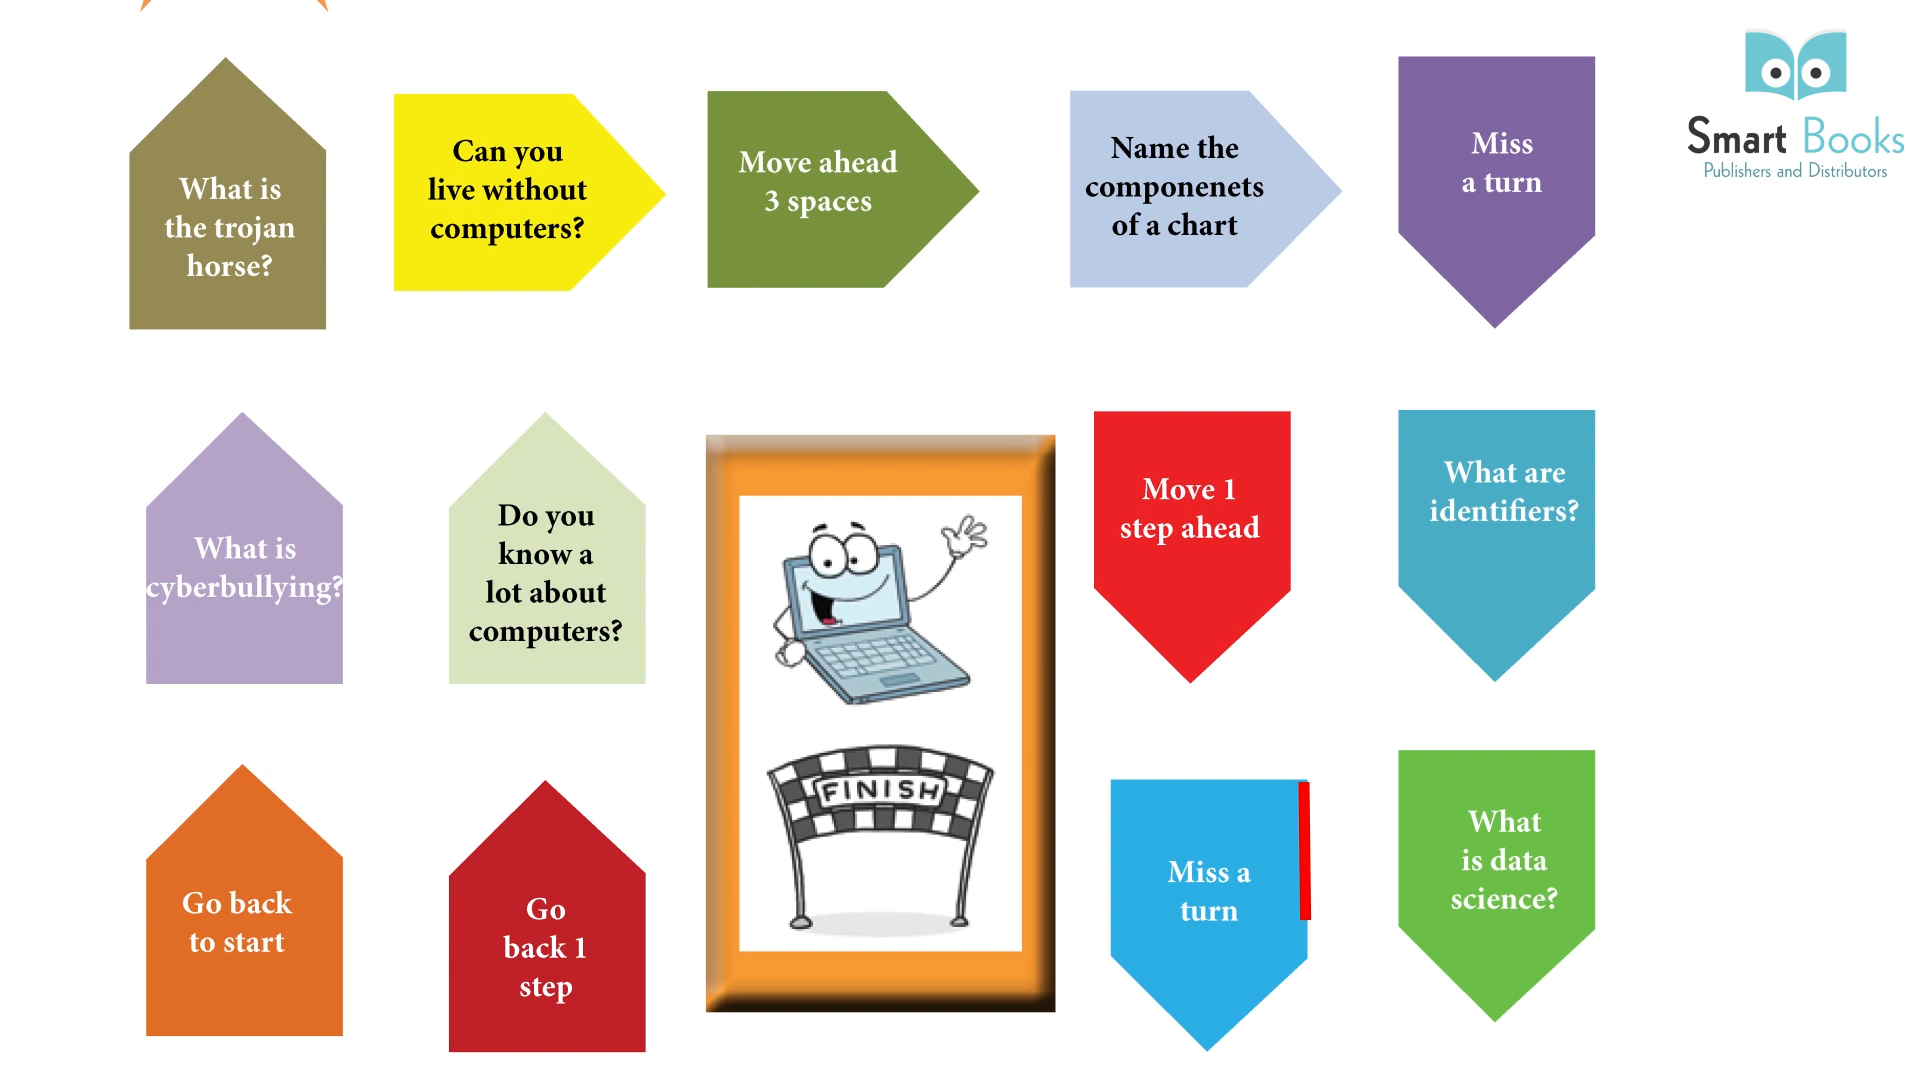 What is
the trojan
horse?
Can you
live without
computers?
Move ahead
3 spaces
Name the
componenets
of a chart
Miss
a turn
Smart Books
Publishers and Distributors
What is
cyberbullying?
Do you
know a
lot about
computers?
Move 1
step ahead
What are
identifiers?
FINISH
Go back
to start
Go
back 1
step
Miss a
turn
What
is data
science?